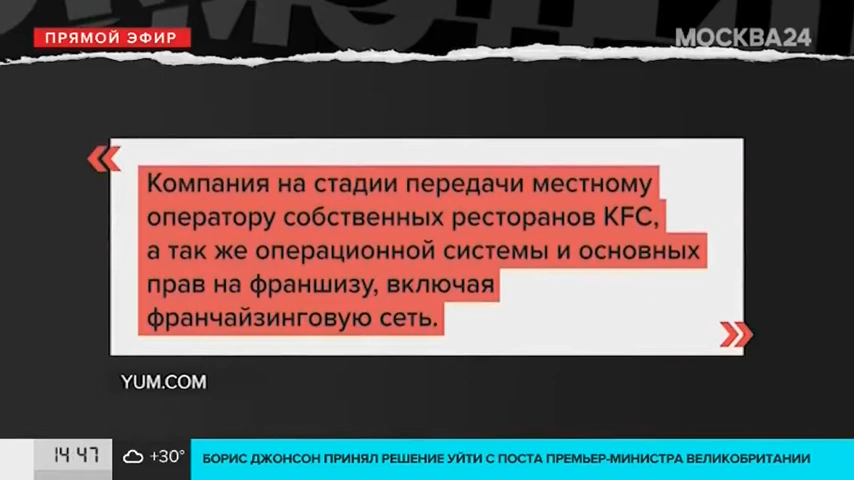 ПРЯМОЙ ЭФИР
МОСКВА24
Компания на стадии передачи местному
оператору собственных ресторанов KFC,
а так же операционной системы и основных
прав на франшизу, включая
франчайзинговую сеть.
YUM.COM
14 47
+30°
БОРИС ДЖОНСОН ПРИНЯЛ РЕШЕНИЕ УЙТИ С ПОСТА ПРЕМЬЕР-МИНИСТРА ВЕЛИКОБРИТАНИИ